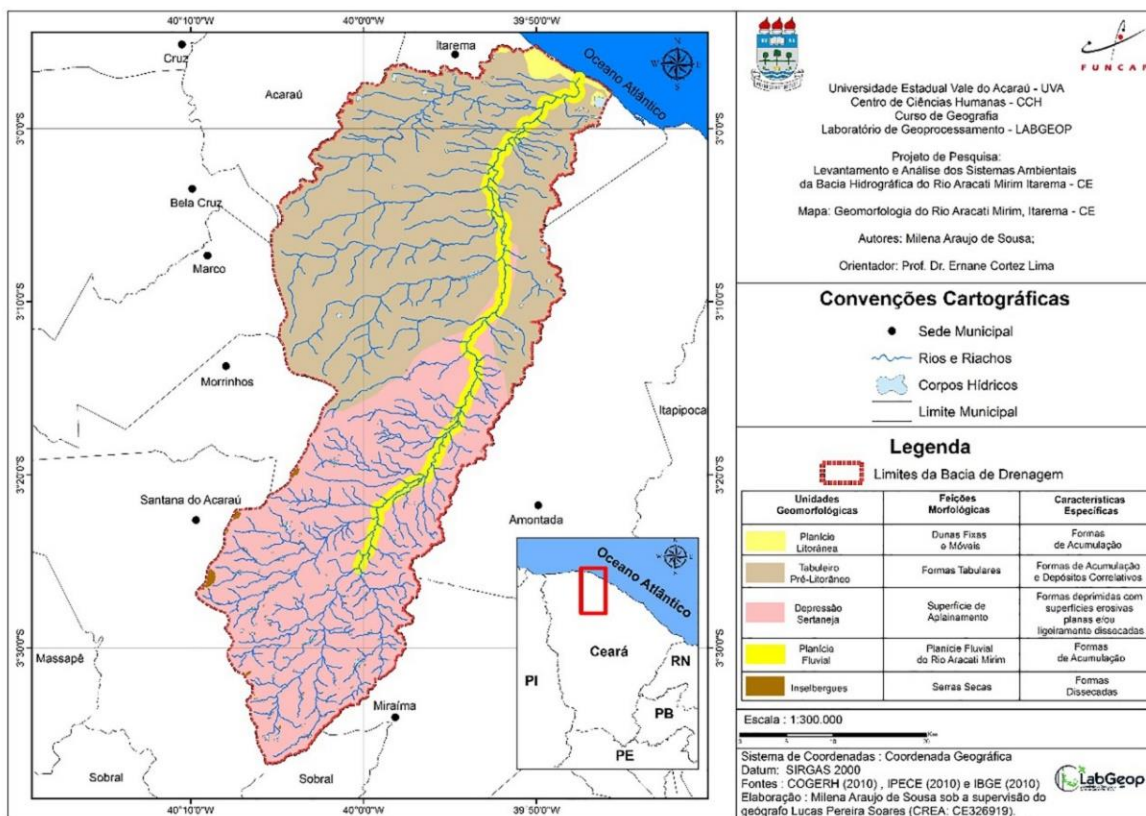 40°10'0"W
40°0'0"W
39°50'0"W
Cruz
Itarema
Acaraú
Oceano Atlântico
3°0'0"S
3°0'0"S
Bela Cruz
Marco
3°10'0"S
3°10'0"S
Morrinhos
Itapipoca
3°20'0"S
3°20'0"S
Santana do Acaraú
Amontada
3°30'0"S
3°30'0"S
Massapê
Miraíma
Sobral
Sobral
40°10'0"W
40°0'0"W
39°50'0"W
Oceano Atlântico
Ceará
PI
RN
PB
PE
FUNCAP
Universidade Estadual Vale do Acaraú - UVA
Centro de Ciências Humanas - CCH
Curso de Geografia
Laboratório de Geoprocessamento - LABGEOP
Projeto de Pesquisa:
Levantamento e Análise dos Sistemas Ambientais
da Bacia Hidrográfica do Rio Aracati Mirim Itarema - CE
Mapa: Geomorfologia do Rio Aracati Mirim, Itarema - CE
Autores: Milena Araujo de Sousa;
Orientador: Prof. Dr. Ernane Cortez Lima
Convenções Cartográficas
Sede Municipal
Rios e Riachos
Corpos Hídricos
Limite Municipal
Legenda
Limites da Bacia de Drenagem
Unidades
Geomorfológicas
Feições
Morfológicas
Características
Específicas
Planície
Litorânea
Dunas Fixas
e Móveis
Formas
de Acumulação
Tabuleiro
Pré-Litorânco
Formas Tabulares
Formas de Acumulação
e Depósitos Correlativos
Depressão
Sertaneja
Superfície de
Aplainamento
Formas deprimidas com
superfícies erosivas
planas e/ou
ligeiramento dissecadas
Planície
Fluvial
Planície Fluvial
do Rio Aracati Mirim
Formas
de Acumulação
Inselbergues
Serras Secas
Formas
Dissecadas
Escala : 1:300.000
Km
Sistema de Coordenadas : Coordenada Geográfica
Datum: SIRGAS 2000
Fontes : COGERH (2010) , IPECE (2010) e IBGE (2010)
Elaboração : Milena Araujo de Sousa sob a supervisão do
geógrafo Lucas Pereira Soares (CREA: CE326919).
LabGeop